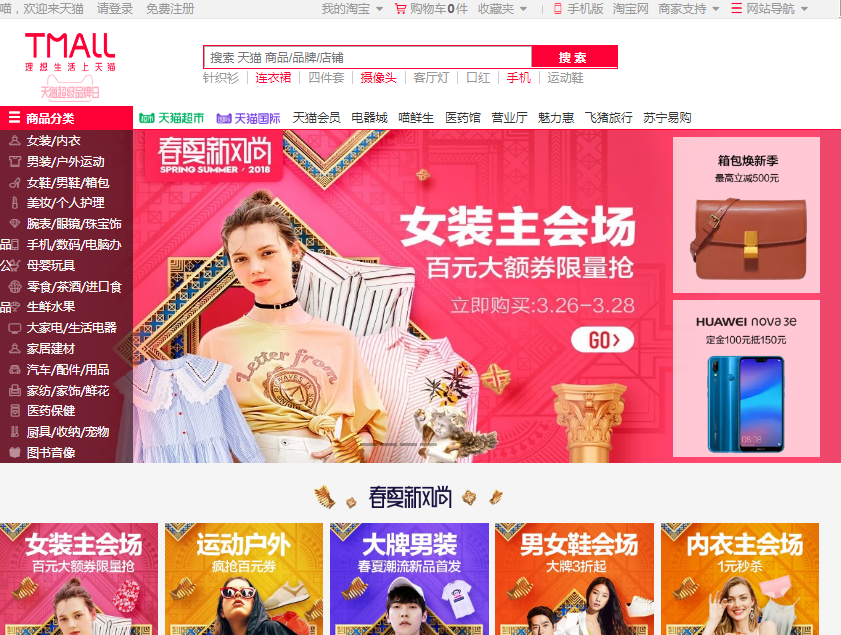 喵，欢迎来天猫 请登录 免费注册 我的淘宝 购物车0件 收藏夹 手机版 淘宝网 商家支持 网站导航
TMALL
理想生活上天猫
天猫超级品牌日
搜索 天猫 商品/品牌/店铺 搜索
针织衫 连衣裙 四件套 摄像头 客厅灯 口红 手机 运动鞋
商品分类 天猫超市 天猫国际 天猫会员 电器城 喵鲜生 医药馆 营业厅 魅力惠 飞猪旅行 苏宁易购
女装/内衣
男装/户外运动
女鞋/男鞋/箱包
美妆/个人护理
腕表/眼镜/珠宝饰
品 手机/数码/电脑办
公 母婴玩具
零食/茶酒/进口食
品 生鲜水果
大家电/生活电器
家居建材
汽车/配件/用品
家纺/家饰/鲜花
医药保健
厨具/收纳/宠物
图书音像
春夏新风尚
SPRING SUMMER / 2018
Letter from
女装主会场
百元大额券限量抢
立即购买:3.26-3.28
GO>
箱包焕新季
最高立减500元
HUAWEI nova 3e
定金100元抵150元
08:08
春夏新风尚
女装主会场
百元大额券限量抢
运动户外
疯抢百元券
大牌男装
春夏潮流新品首发
男女鞋会场
大牌3折起
内衣主会场
1元秒杀